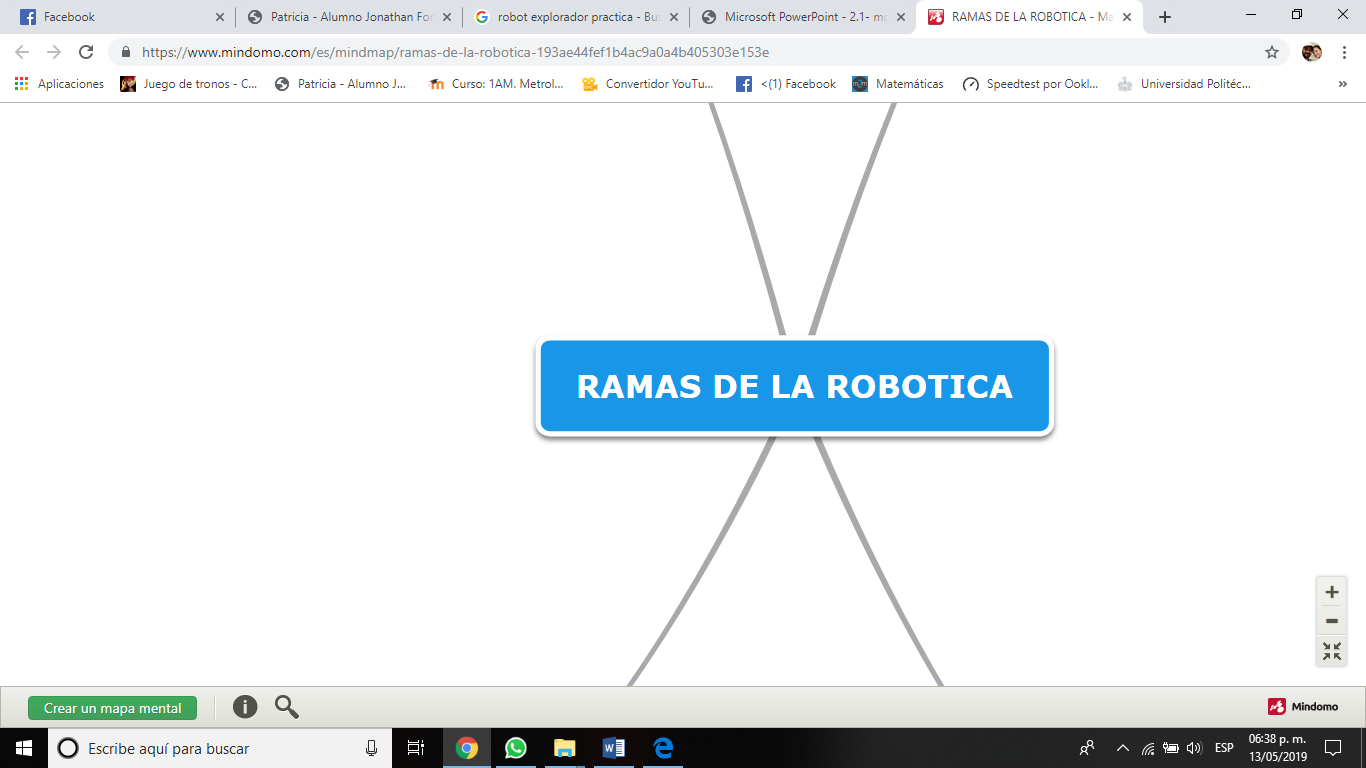 Facebook
Patricia - Alumno Jonathan For
robot explorador practica - Bu
Microsoft PowerPoint - 2.1- mo
RAMAS DE LA ROBOTICA - Ma
https://www.mindomo.com/es/mindmap/ramas-de-la-robotica-193ae44fef1b4ac9a0a4b405303e153e
Aplicaciones
Juego de tronos - C...
Patricia - Alumno J...
Curso: 1AM. Metrol...
Convertidor YouTu...
<(1) Facebook
Matemáticas
Speedtest por Ookl...
Universidad Politéc...
»
RAMAS DE LA ROBOTICA
Crear un mapa mental
Mindomo
Escribe aquí para buscar
ESP
06:38 p. m.
13/05/2019